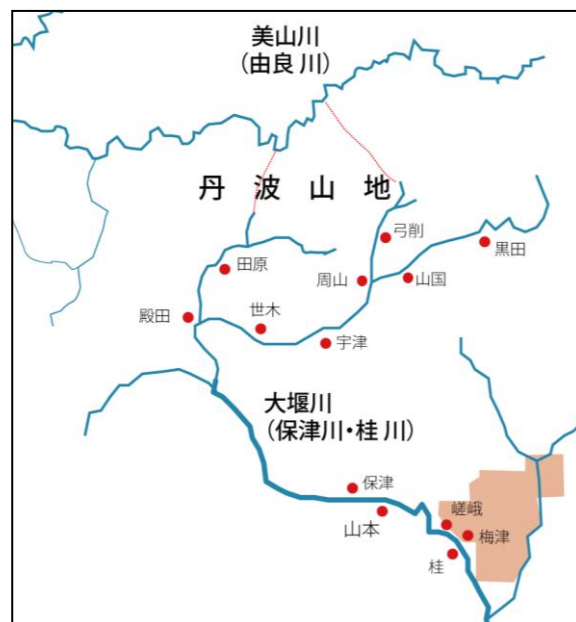 美山川
（由良 川）
丹 波 山 地
弓削
黒田
田原
周山
山国
殿田
世木
宇津
大堰川
（保津川・桂 川）
保津
山本
嵯峨
梅津
桂